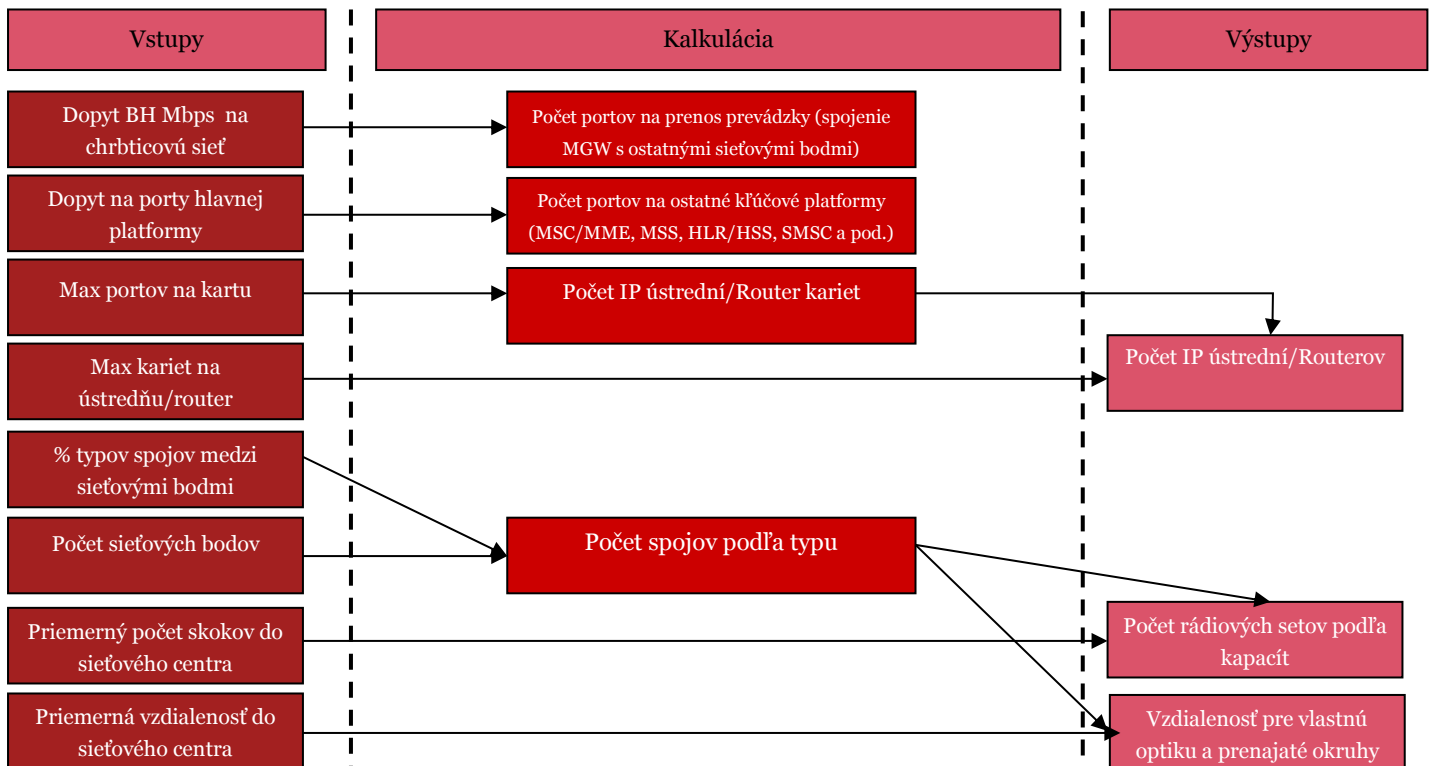 Vstupy
Kalkulácia
Výstupy
Dopyt BH Mbps na
chrbticovú sieť
Počet portov na prenos prevádzky (spojenie
MGW s ostatnými sieťovými bodmi)
Dopyt na porty hlavnej
platformy
Počet portov na ostatné kľúčové platformy
(MSC/MME, MSS, HLR/HSS, SMSC a pod.)
Max portov na kartu
Počet IP ústrední/Router kariet
Max kariet na
ústredňu/router
Počet IP ústrední/Routerov
% typov spojov medzi
sieťovými bodmi
Počet sieťových bodov
Počet spojov podľa typu
Priemerný počet skokov do
sieťového centra
Počet rádiových setov podľa
kapacít
Priemerná vzdialenosť do
sieťového centra
Vzdialenosť pre vlastnú
optiku a prenajaté okruhy